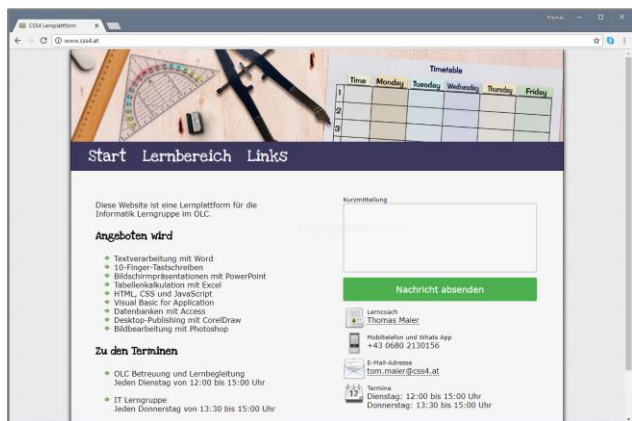 CSS4 Lernplattform
Thomas
www.css4.at
Timetable
Time Monday Tuesday Wednesday Thursday Friday
1
2
3
Start Lernbereich Links
Diese Website ist eine Lernplattform für die
Informatik Lerngruppe im OLC.
Angeboten wird
Textverarbeitung mit Word
10-Finger-Tastschreiben
Bildschirmpräsentationen mit PowerPoint
Tabellenkalkulation mit Excel
HTML, CSS und JavaScript
Visual Basic for Application
Datenbanken mit Access
Desktop-Publishing mit CorelDraw
Bildbearbeitung mit Photoshop
Zu den Terminen
OLC Betreuung und Lernbegleitung
Jeden Dienstag von 12:00 bis 15:00 Uhr
IT Lerngruppe
Jeden Donnerstag von 13:30 bis 15:00 Uhr
Kurzmitteilung
Nachricht absenden
Lerncoach
Thomas Maier
Mobiltelefon und Whats App
+43 0680 2130156
E-Mail-Adresse
tom.maier@css4.at
12
Termine
Dienstag: 12:00 bis 15:00 Uhr
Donnerstag: 13:30 bis 15:00 Uhr